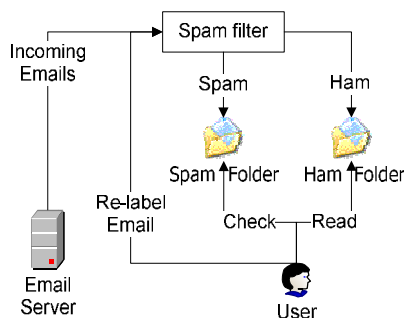 Incoming
Emails
Spam filter
Spam
Ham
Spam Folder
Ham Folder
Re-label
Email
Check
Read
Email
Server
User